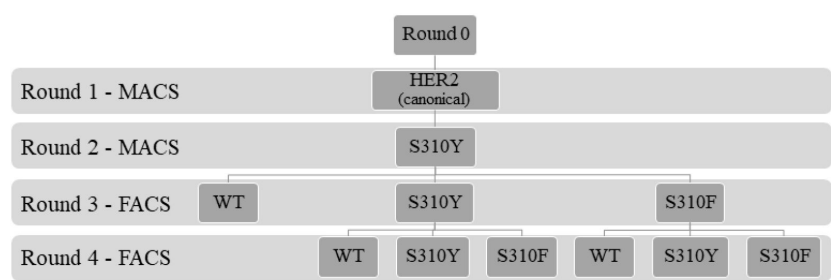 Round 0
Round 1 - MACS
HER2
(canonical)
Round 2 - MACS
S310Y
Round 3 - FACS
WT
S310Y
S310F
Round 4 - FACS
WT
S310Y
S310F
WT
S310Y
S310F